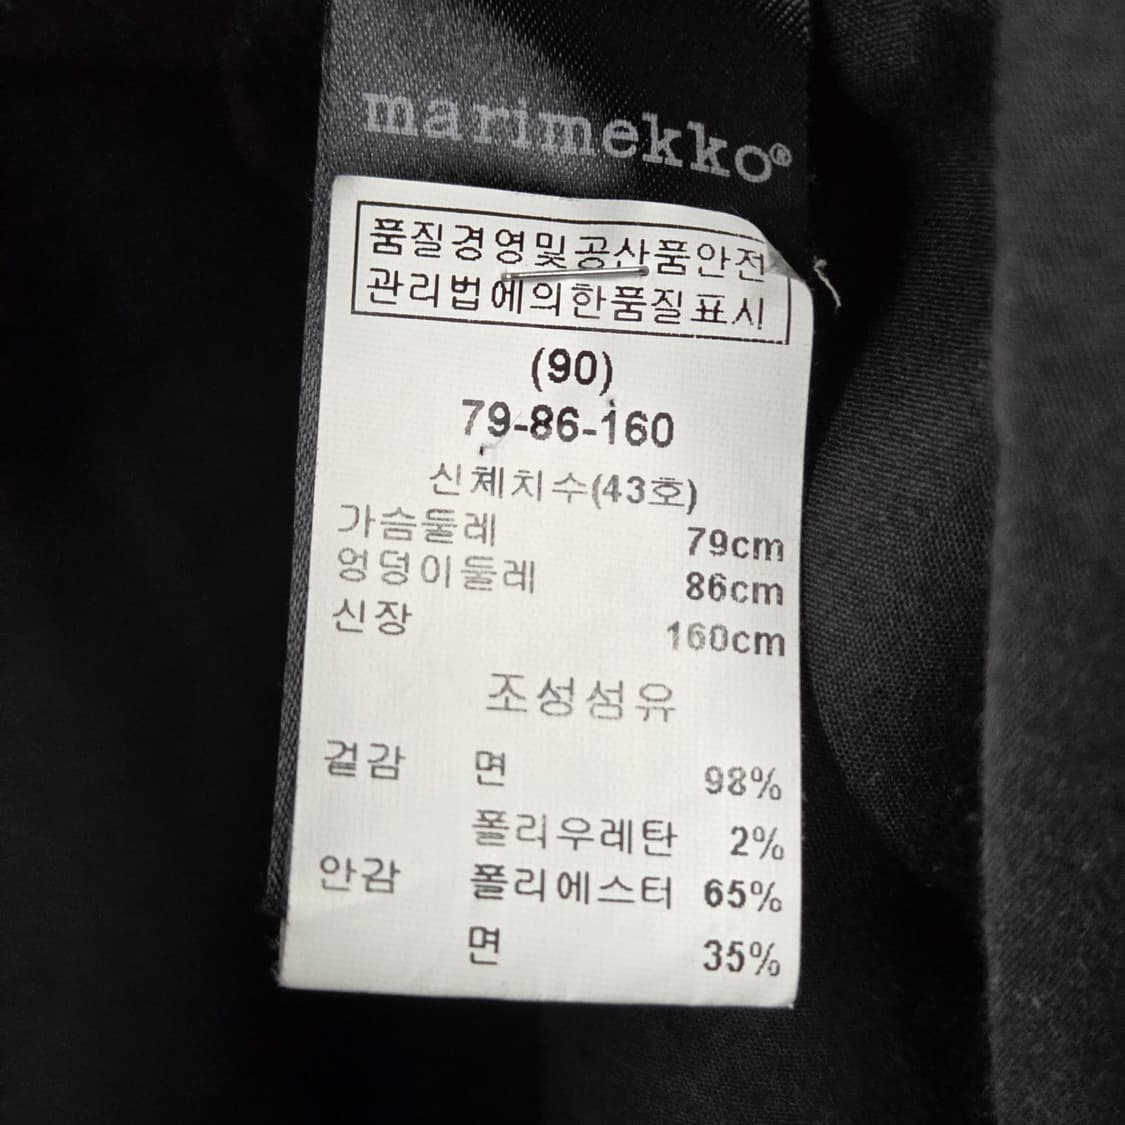 marimekko®
품질경영및공산품안전
관리법에의한품질표시
(90)
79-86-160
신체치수(43호)
가슴둘레 79cm
엉덩이둘레 86cm
신장 160cm
조성섬유
겉감 면 98%
폴리우레탄 2%
안감 폴리에스터 65%
면 35%